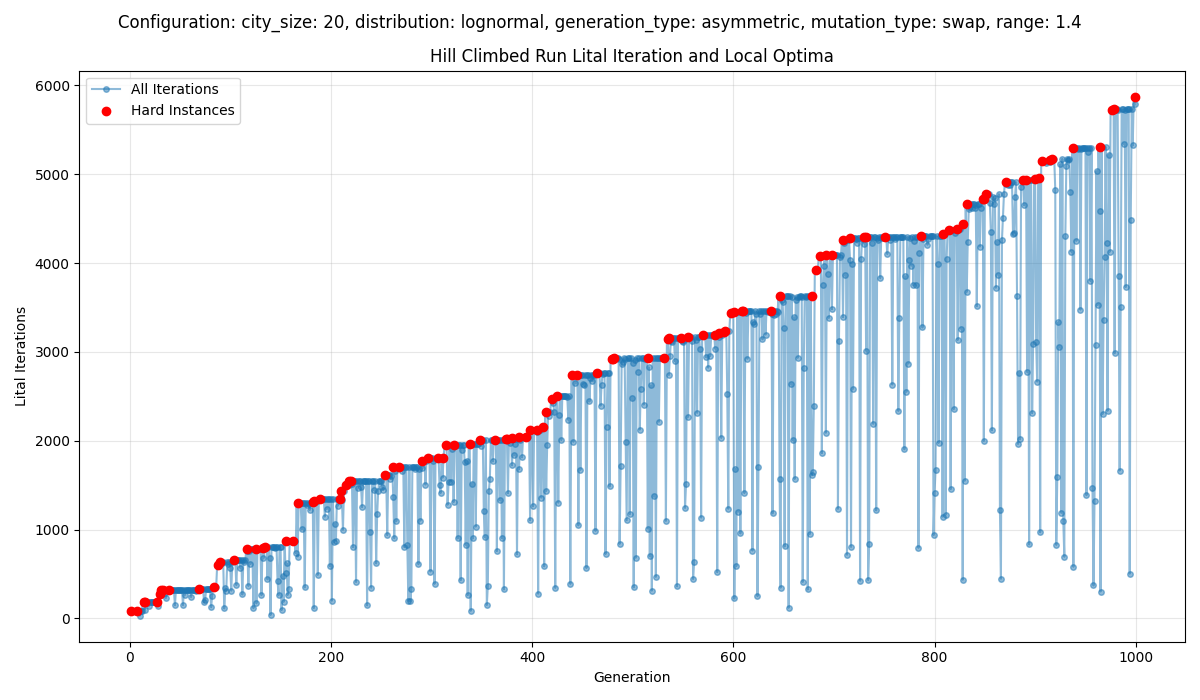 Configuration: city_size: 20, distribution: lognormal, generation_type: asymmetric, mutation_type: swap, range: 1.4
Hill Climbed Run Lital Iteration and Local Optima
All Iterations
Hard Instances
Lital Iterations
6000
5000
4000
3000
2000
1000
0
0 200 400 600 800 1000
Generation